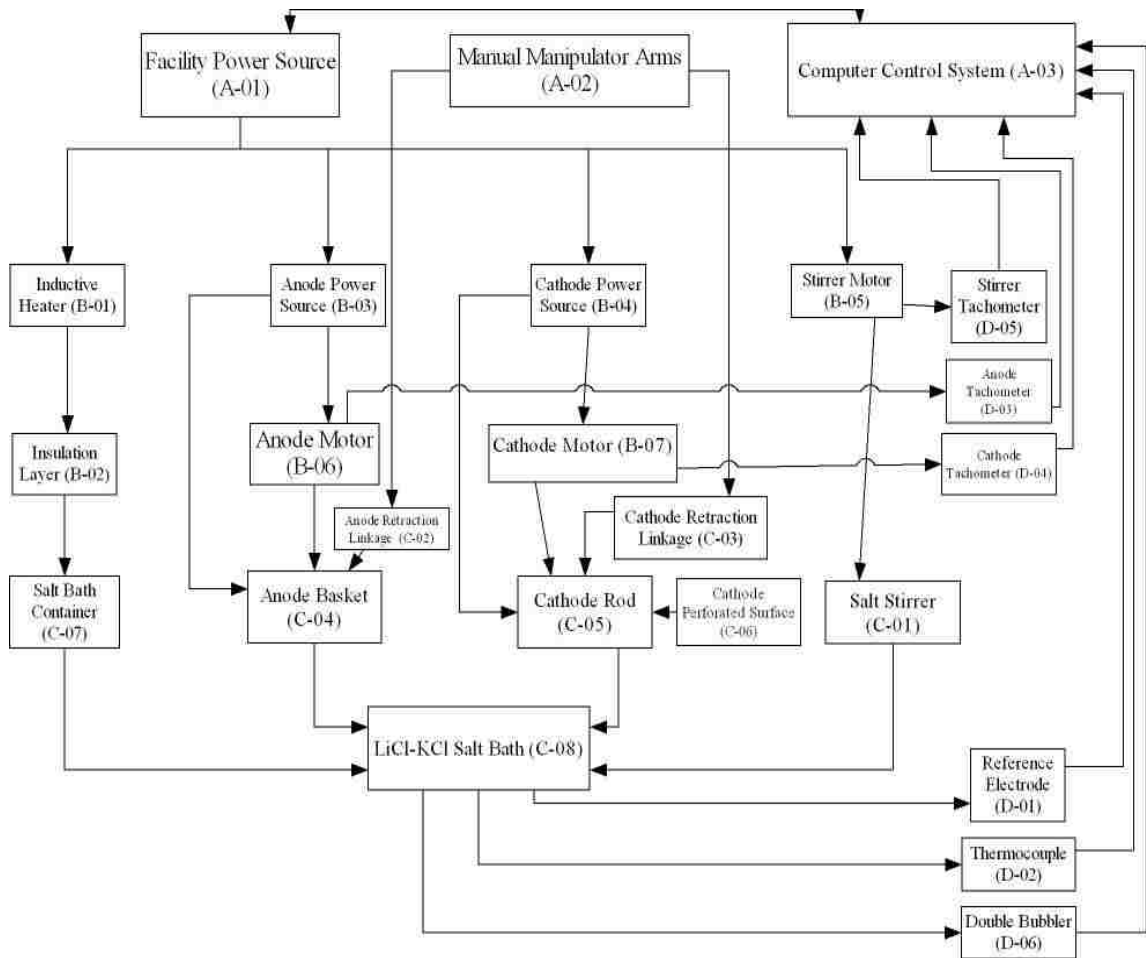 Facility Power Source
(A-01)
Manual Manipulator Arms
(A-02)
Computer Control System (A-03)
Inductive
Heater (B-01)
Anode Power
Source (B-03)
Cathode Power
Source (B-04)
Stirrer Motor
(B-05)
Stirrer
Tachometer
(D-05)
Anode
Tachometer
(D-03)
Insulation
Layer (B-02)
Anode Motor
(B-06)
Cathode Motor (B-07)
Cathode
Tachometer (D-04)
Anode Retraction
Linkage (C-02)
Cathode Retraction
Linkage (C-03)
Salt Bath
Container
(C-07)
Anode Basket
(C-04)
Cathode Rod
(C-05)
Cathode
Perforated Surface
(C-06)
Salt Stirrer
(C-01)
LiCl-KCl Salt Bath (C-08)
Reference
Electrode
(D-01)
Thermocouple
(D-02)
Double Bubbler
(D-06)